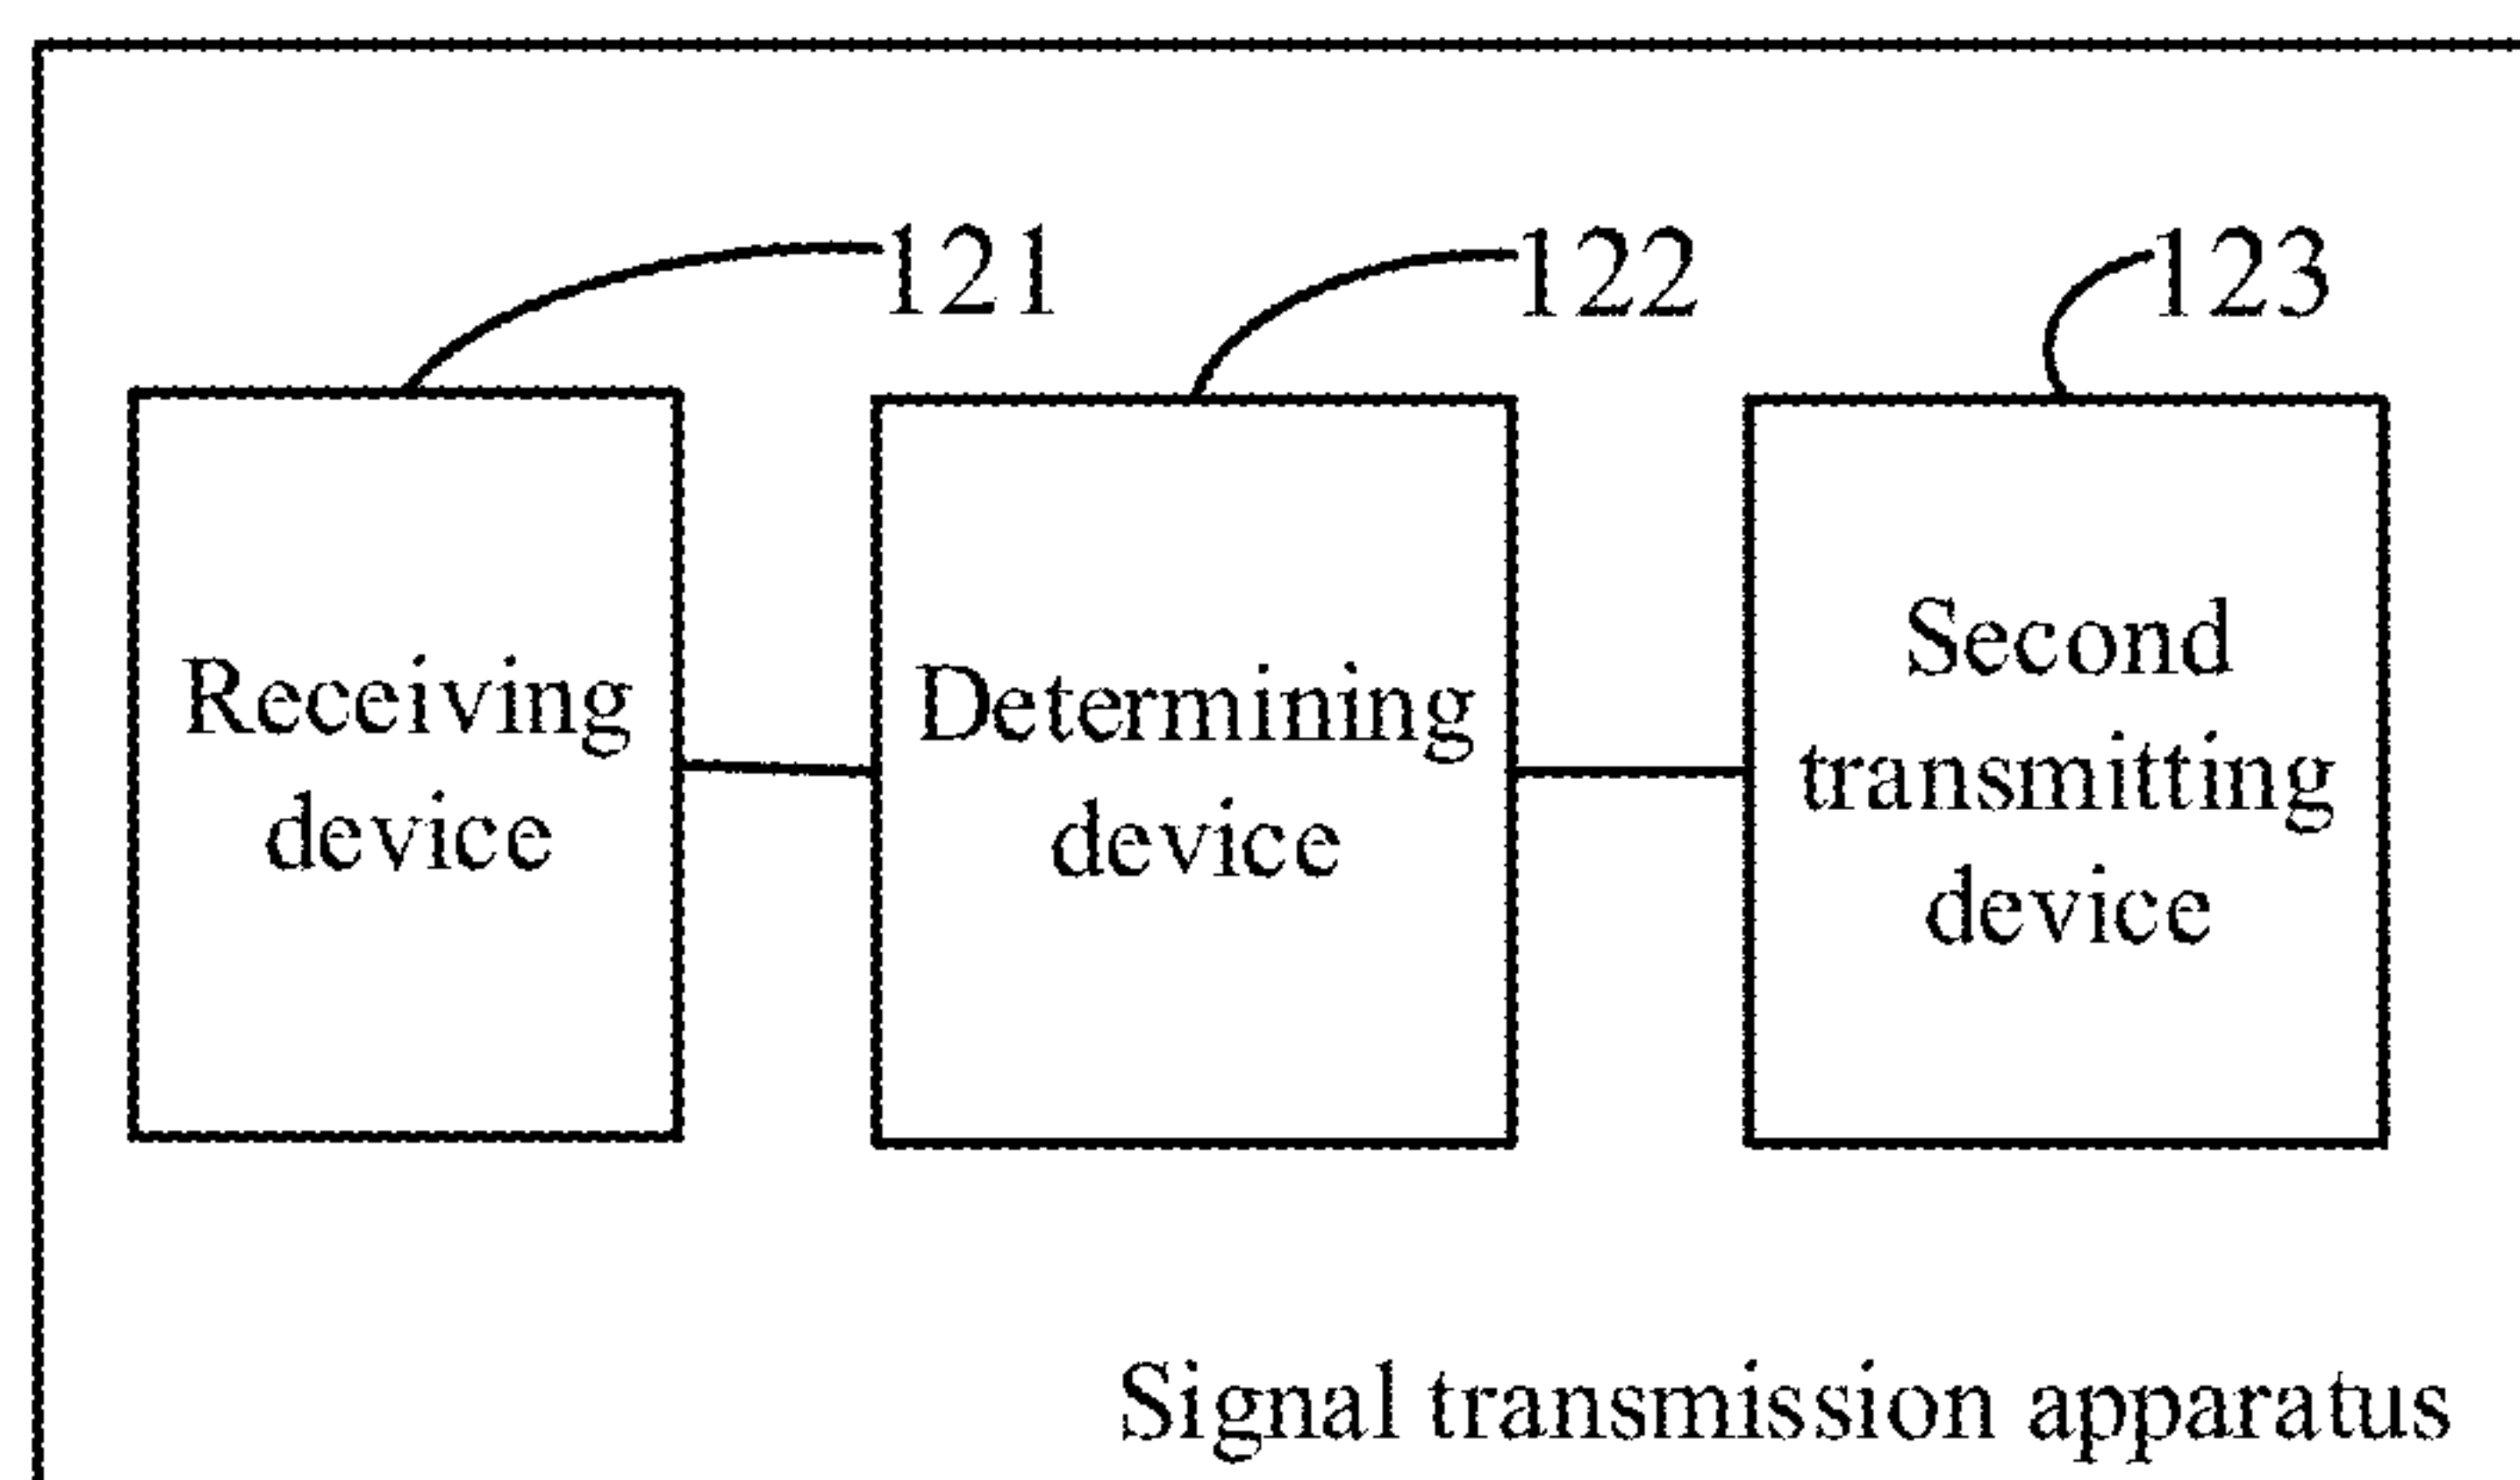 121
122
123
Receiving
device
Determining
device
Second
transmitting
device
Signal transmission apparatus